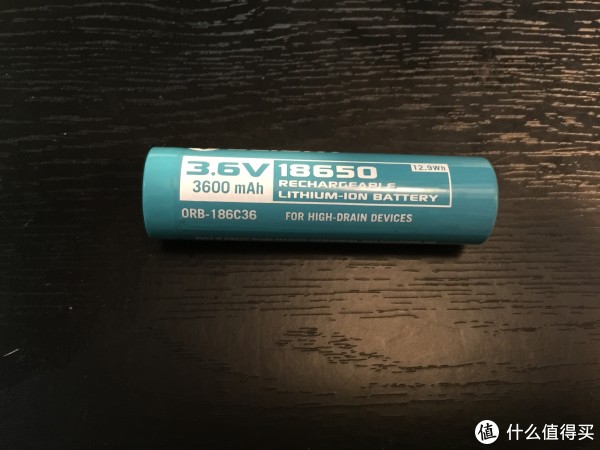 3.6V
3600 mAh
18650
12.9Wh
RECHARGEABLE
LITHIUM-ION BATTERY
ORB-186C36
FOR HIGH-DRAIN DEVICES
值 什么值得买